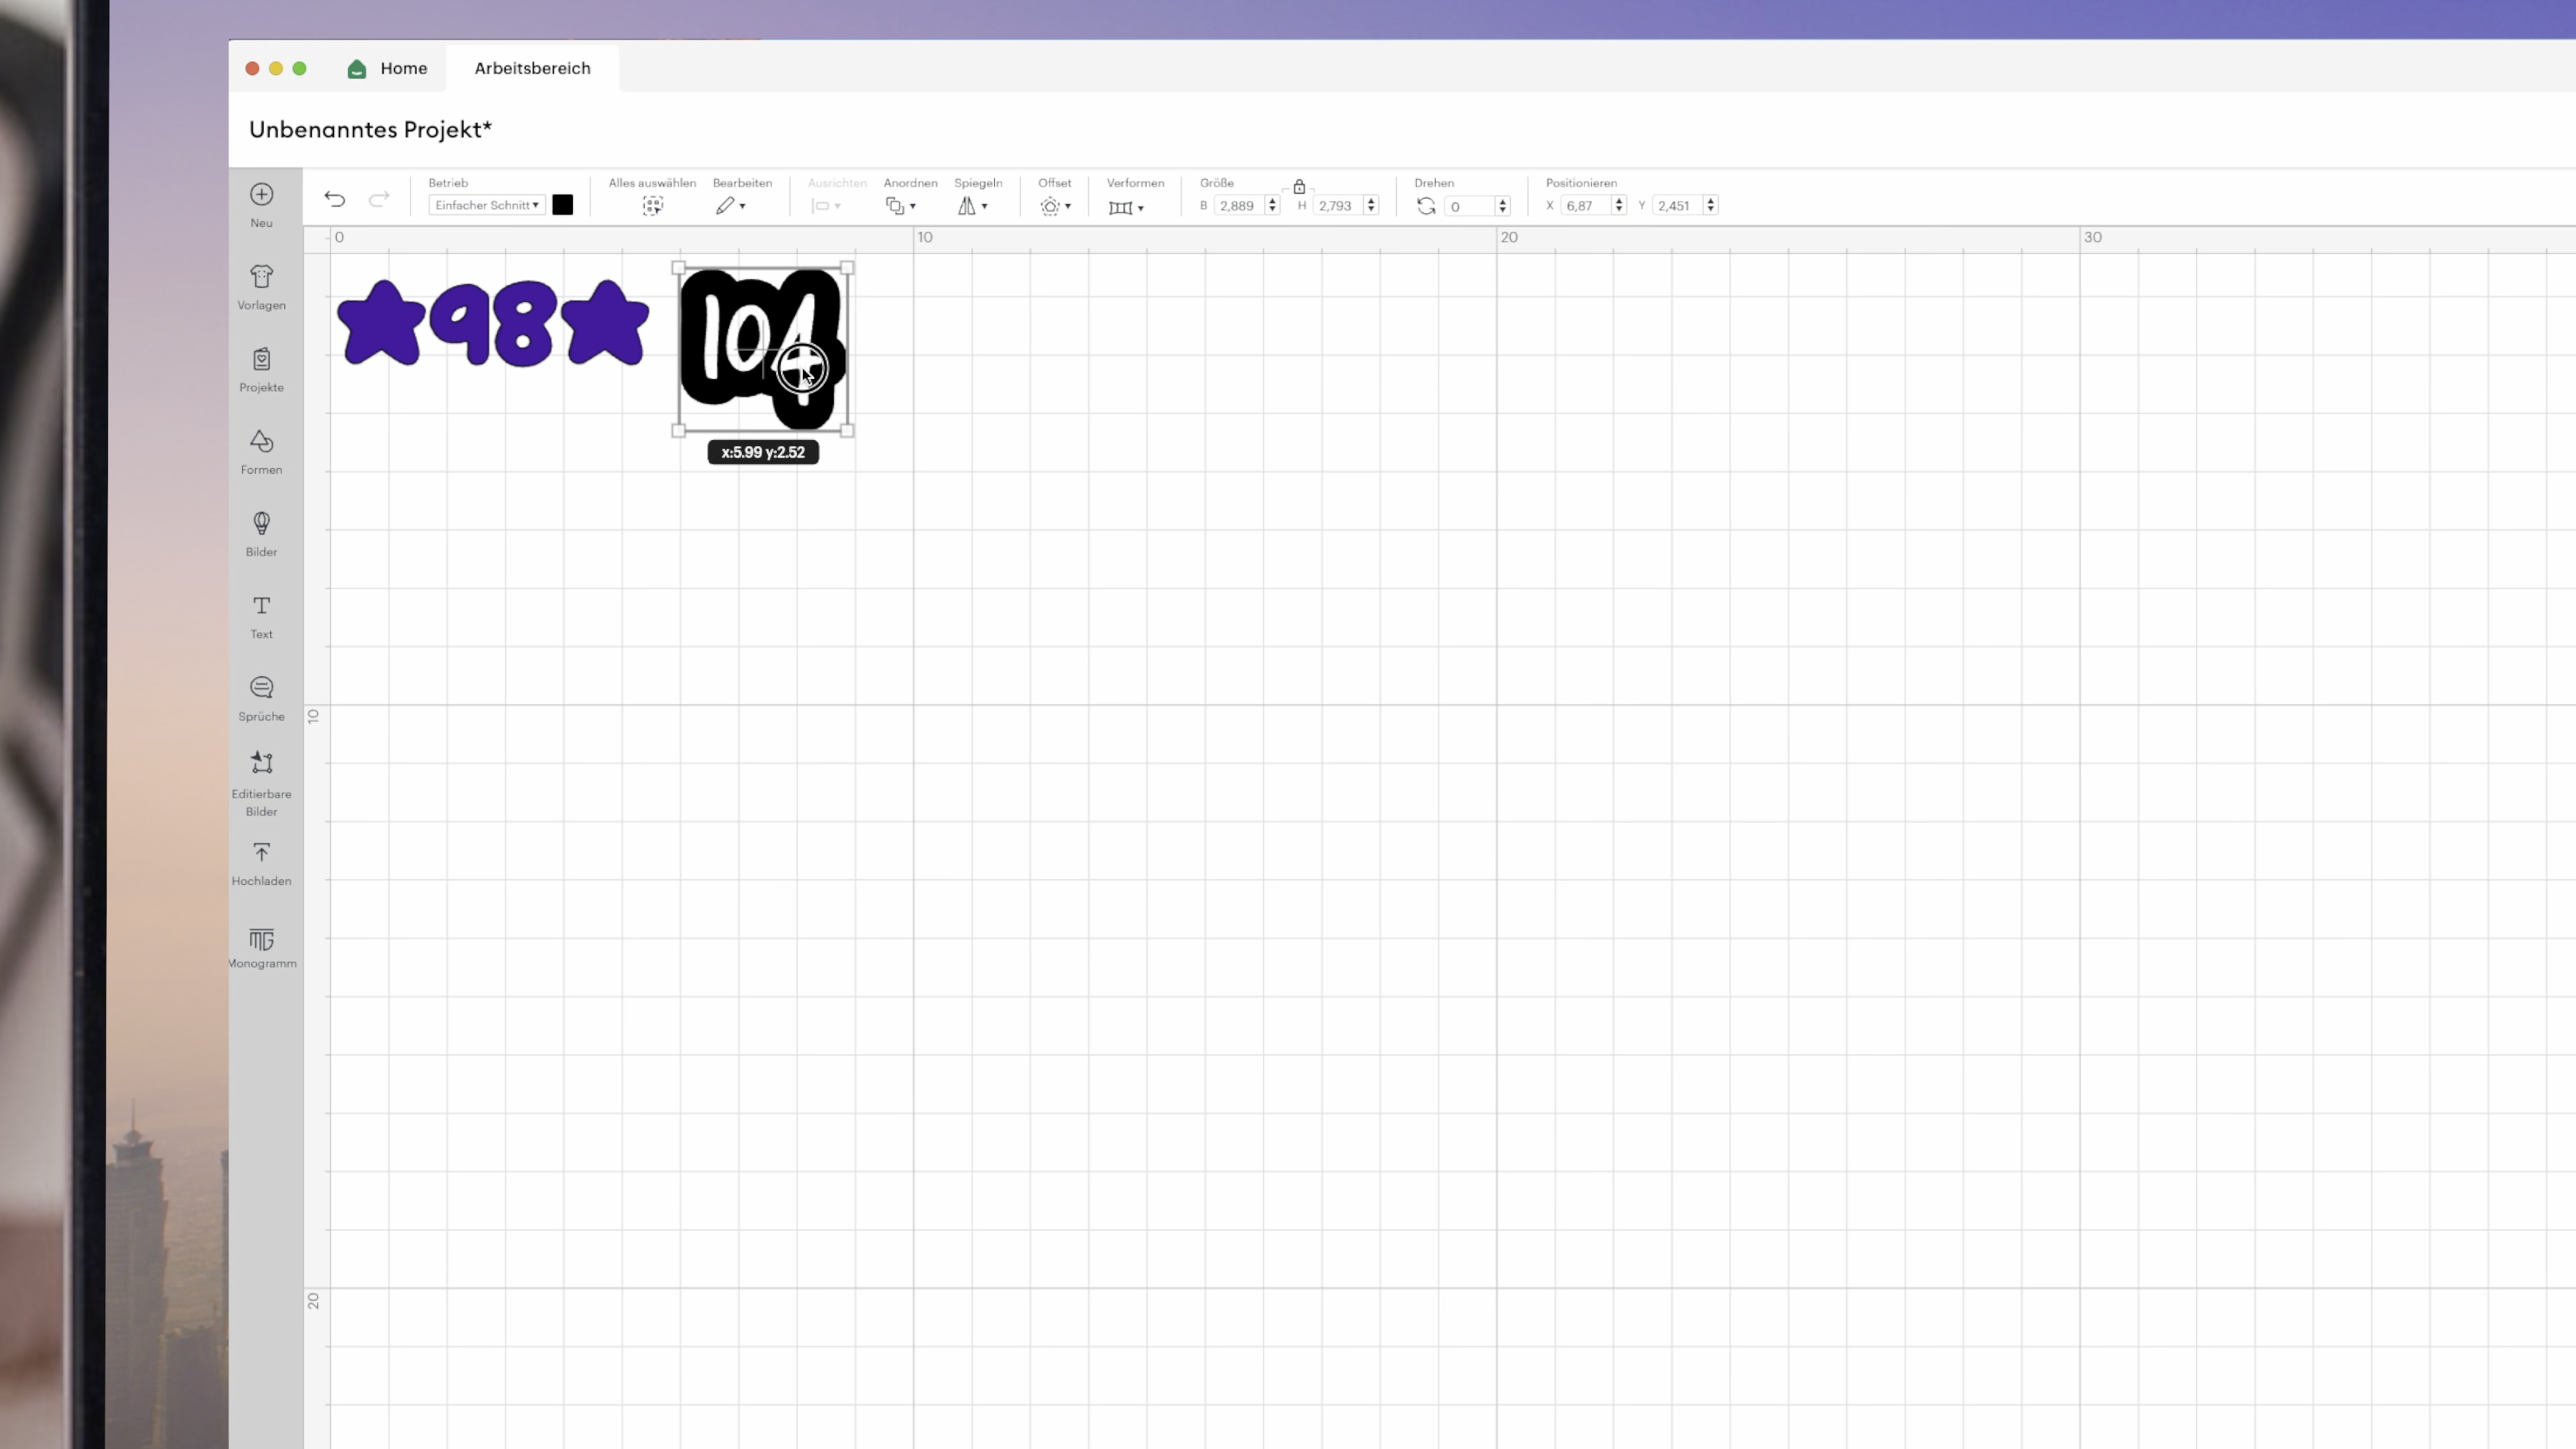 Home Arbeitsbereich
Unbenanntes Projekt*
Betrieb Alles auswählen Bearbeiten Ausrichten Anordnen Spiegeln Offset Verformen Größe Drehen Positionieren
Einfacher Schnitt B 2,889 H 2,793 0 X 6,87 Y 2,451
0 10 20 30
Neu
Vorlagen
Projekte
Formen
Bilder
Text
Sprüche
Editierbare
Bilder
Hochladen
MG
Monogramm
98 104
x:5.99 y:2.52
10
20